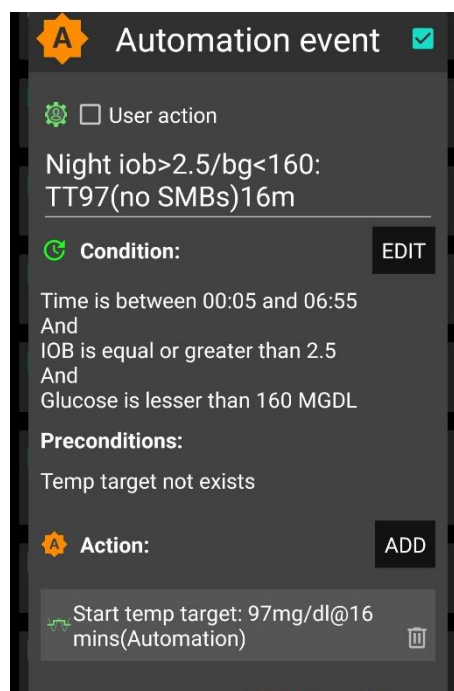 A Automation event
User action
Night iob>2.5/bg<160:
TT97(no SMBs)16m
Condition: EDIT
Time is between 00:05 and 06:55
And
IOB is equal or greater than 2.5
And
Glucose is lesser than 160 MGDL
Preconditions:
Temp target not exists
A Action: ADD
Start temp target: 97mg/dl@16
mins(Automation)